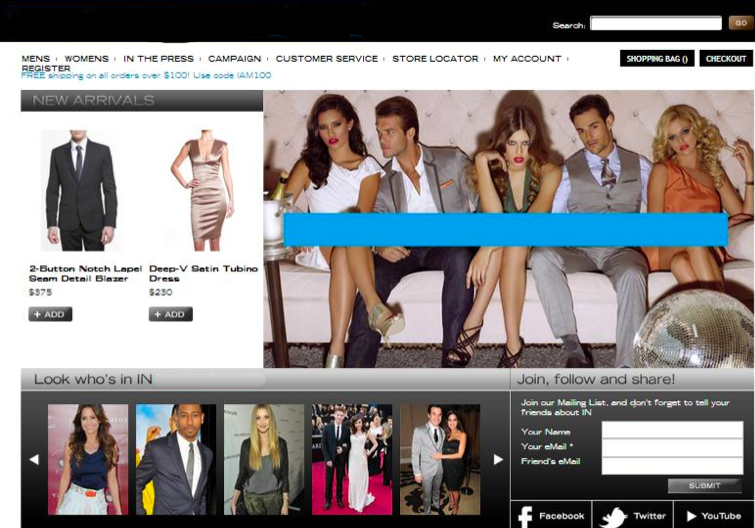 Search:
GO
MENS WOMENS IN THE PRESS CAMPAIGN CUSTOMER SERVICE STORE LOCATOR MY ACCOUNT
REGISTER
SHOPPING BAG () CHECKOUT
FREE shipping on all orders over $100! Use code IAM100
NEW ARRIVALS
2-Button Notch Lapel
Seam Detail Blazer
$375
+ ADD
Deep-V Satin Tubino
Dress
$230
+ ADD
Look who's in IN
Join, follow and share!
Join our Mailing List, and don't forget to tell your
friends about IN
Your Name
Your eMail *
Friend's eMail
SUBMIT
Facebook
Twitter
YouTube